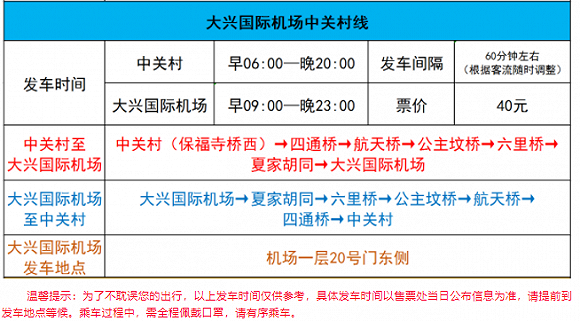 大兴国际机场中关村线
发车时间
中关村 早06:00—晚20:00 发车间隔 60分钟左右
（根据客流随时调整）
大兴国际机场 早09:00—晚23:00 票价 40元
中关村至
大兴国际机场
中关村（保福寺桥西）→四通桥→航天桥→公主坟桥→六里桥→
夏家胡同→大兴国际机场
大兴国际机场
至中关村
大兴国际机场→夏家胡同→六里桥→公主坟桥→航天桥→
四通桥→中关村
大兴国际机场
发车地点
机场一层20号门东侧
温馨提示：为了不耽误您的出行，以上发车时间仅供参考，具体发车时间以售票处当日公布信息为准，请提前到
发车地点等候。乘车过程中，需全程佩戴口罩，请有序乘车。